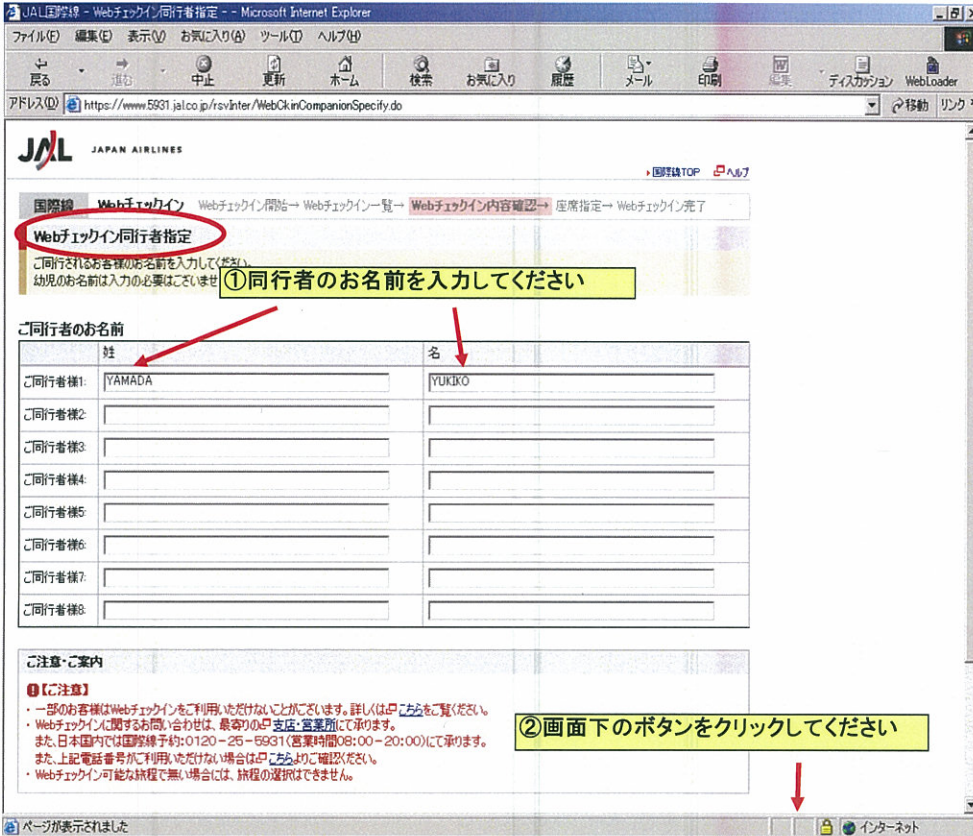 JAL国際線 - Webチェックイン同行者指定 - - Microsoft Internet Explorer
ファイル(F) 編集(E) 表示(V) お気に入り(A) ツール(T) ヘルプ(H)
戻る 進む 中止 更新 ホーム 検索 お気に入り 履歴 メール 印刷 編集 ディスカッション WebLoader
アドレス(D) https://www.5931.jal.co.jp/rsvInter/WebCkinCompanionSpecify.do 移動 リンク
JAL JAPAN AIRLINES
国際線TOP ヘルプ
国際線 Webチェックイン Webチェックイン開始→ Webチェックイン一覧→ Webチェックイン内容確認→ 座席指定→ Webチェックイン完了
Webチェックイン同行者指定
ご同行されるお客様のお名前を入力してください。
幼児のお名前は入力の必要はございませ
①同行者のお名前を入力してください
ご同行者のお名前
姓 名
ご同行者様1: YAMADA YUKIKO
ご同行者様2:
ご同行者様3:
ご同行者様4:
ご同行者様5:
ご同行者様6:
ご同行者様7:
ご同行者様8:
ご注意・ご案内
【ご注意】
・一部のお客様はWebチェックインをご利用いただけないことがございます。詳しくはこちらをご覧ください。
・Webチェックインに関するお問い合わせは、最寄りの支店・営業所にて承ります。
また、日本国内では国際線予約:0120-25-5931(営業時間08:00-20:00)にて承ります。
また、上記電話番号がご利用いただけない場合はこちらよりご確認ください。
・Webチェックイン可能な旅程で無い場合には、旅程の選択はできません。
②画面下のボタンをクリックしてください
ページが表示されました インターネット